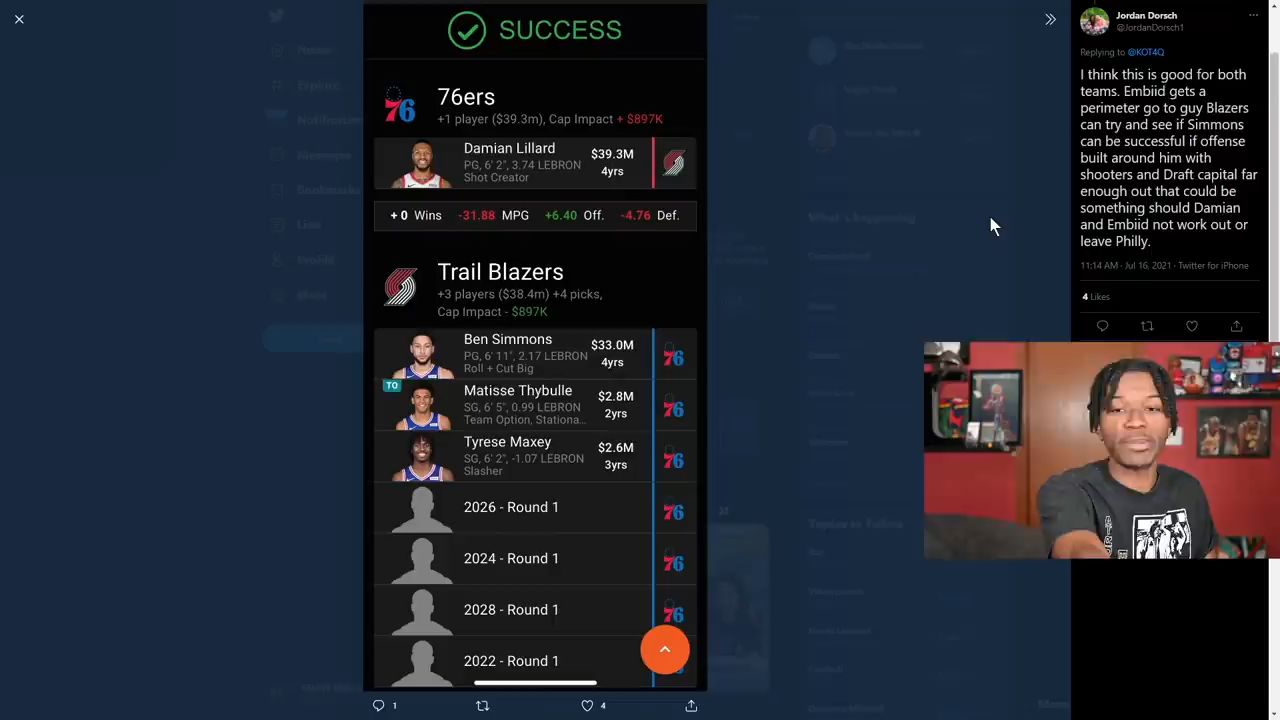 SUCCESS
76ers
+1 player ($39.3m), Cap Impact + $897K
Damian Lillard
PG, 6' 2", 3.74 LEBRON
Shot Creator
$39.3M
4yrs
+ 0 Wins -31.88 MPG +6.40 Off. -4.76 Def.
Trail Blazers
+3 players ($38.4m) +4 picks,
Cap Impact - $897K
Ben Simmons
PG, 6' 11", 2.17 LEBRON
Roll + Cut Big
$33.0M
4yrs
TO
Matisse Thybulle
SG, 6' 5", 0.99 LEBRON
Team Option, Stationa...
$2.8M
2yrs
Tyrese Maxey
SG, 6' 2", -1.07 LEBRON
Slasher
$2.6M
3yrs
2026 - Round 1
2024 - Round 1
2028 - Round 1
2022 - Round 1
1
4
Jordan Dorsch
@JordanDorsch1
Replying to @KOT4Q
I think this is good for both
teams. Embiid gets a
perimeter go to guy Blazers
can try and see if Simmons
can be successful if offense
built around him with
shooters and Draft capital far
enough out that could be
something should Damian
and Embiid not work out or
leave Philly.
11:14 AM · Jul 16, 2021 · Twitter for iPhone
4 Likes